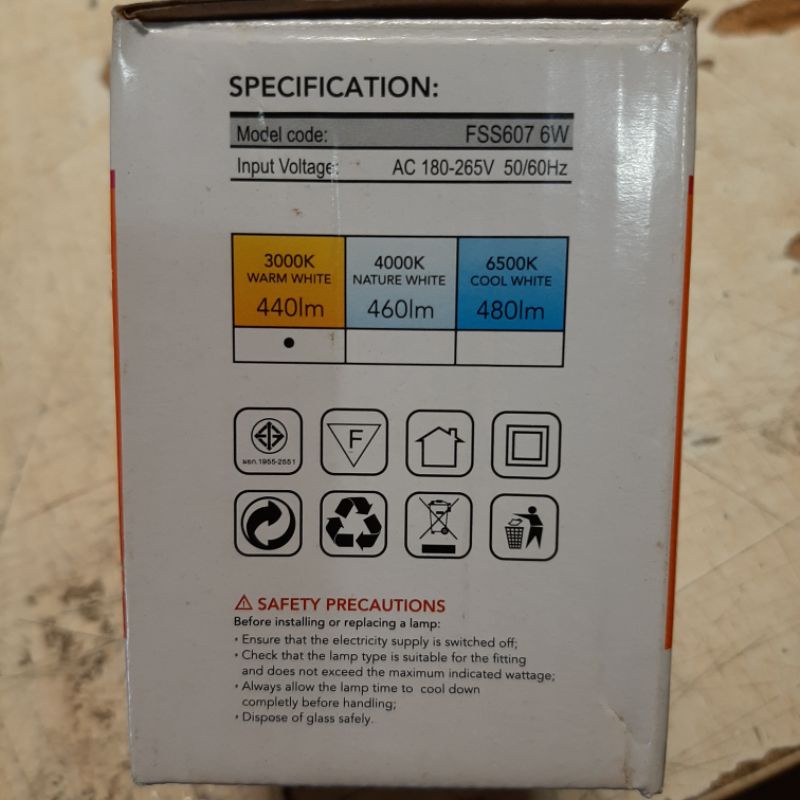 SPECIFICATION:
Model code: FSS607 6W
Input Voltage: AC 180-265V 50/60Hz
3000K 4000K 6500K
WARM WHITE NATURE WHITE COOL WHITE
440lm 460lm 480lm
มอก.1955-2551 F
SAFETY PRECAUTIONS
Before installing or replacing a lamp:
• Ensure that the electricity supply is switched off;
• Check that the lamp type is suitable for the fitting
and does not exceed the maximum indicated wattage;
• Always allow the lamp time to cool down
completly before handling;
• Dispose of glass safely.